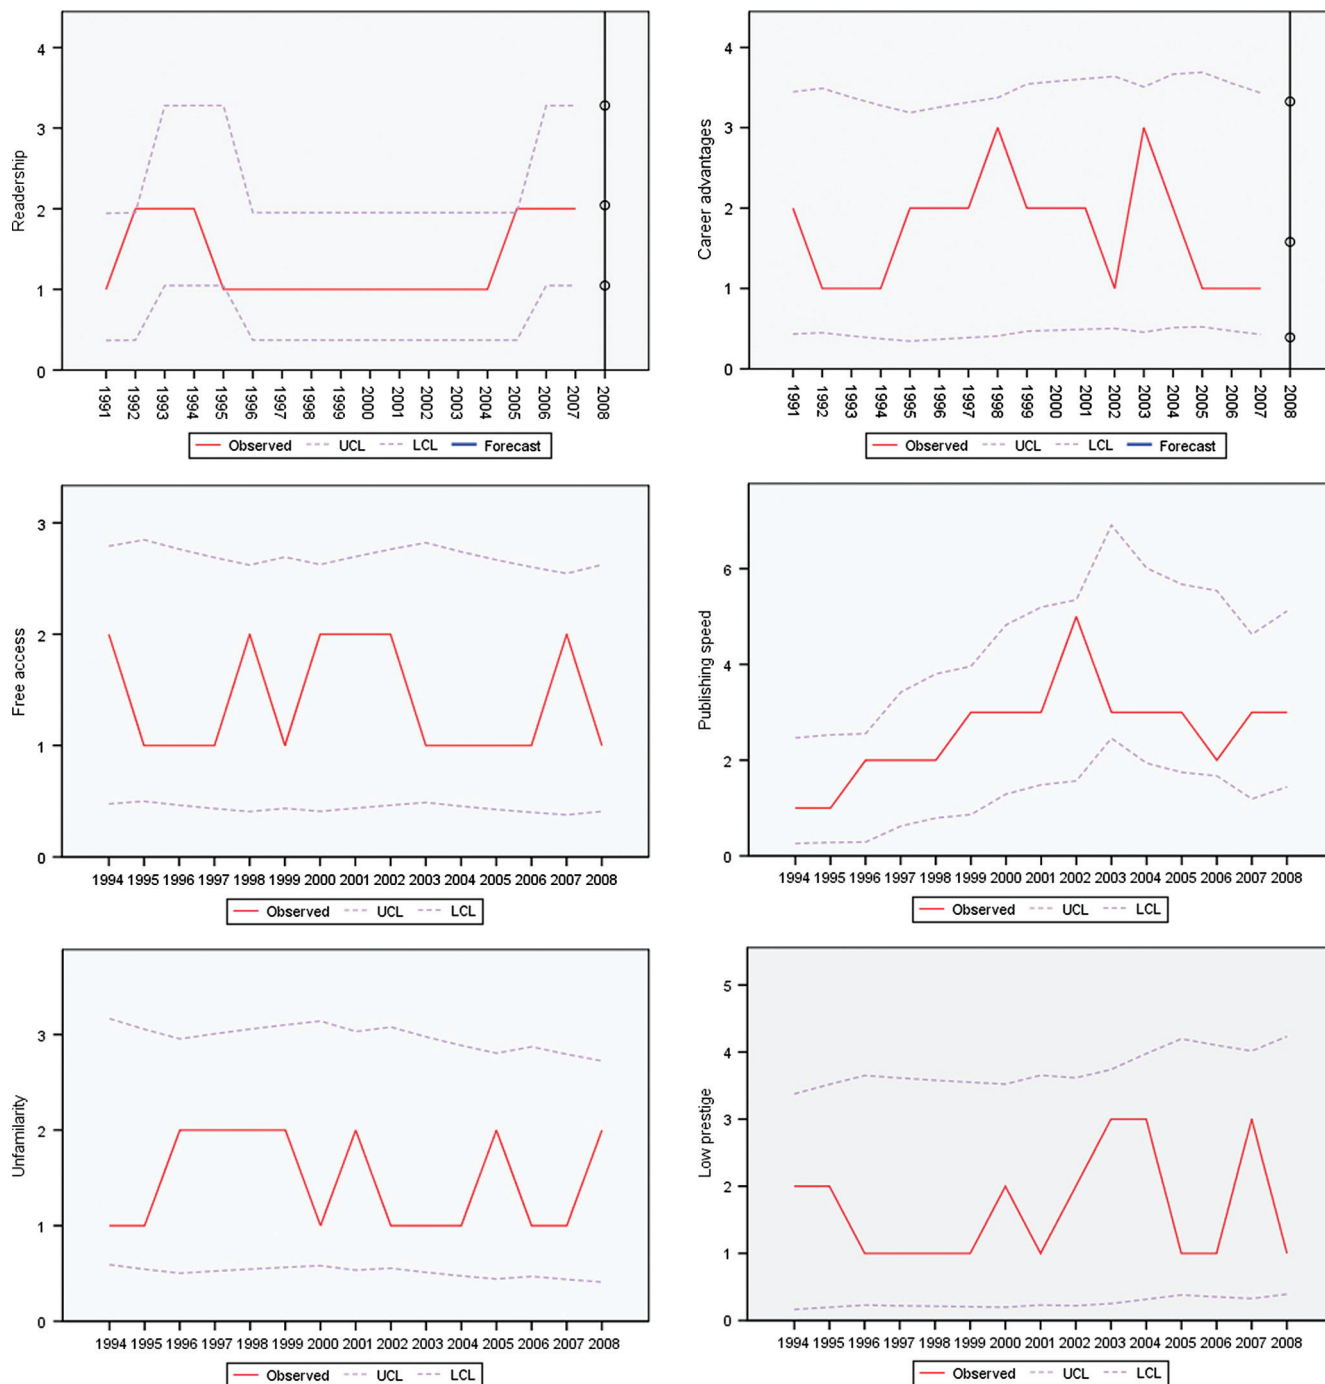 Readership
4
3
2
1
0
1991 1992 1993 1994 1995 1996 1997 1998 1999 2000 2001 2002 2003 2004 2005 2006 2007 2008
Observed UCL LCL Forecast
Career advantages
4
3
2
1
0
1991 1992 1993 1994 1995 1996 1997 1998 1999 2000 2001 2002 2003 2004 2005 2006 2007 2008
Observed UCL LCL Forecast
Free access
3
2
1
0
1994 1995 1996 1997 1998 1999 2000 2001 2002 2003 2004 2005 2006 2007 2008
Observed UCL LCL
Publishing speed
6
4
2
0
1994 1995 1996 1997 1998 1999 2000 2001 2002 2003 2004 2005 2006 2007 2008
Observed UCL LCL
Unfamilarity
3
2
1
0
1994 1995 1996 1997 1998 1999 2000 2001 2002 2003 2004 2005 2006 2007 2008
Observed UCL LCL
Low prestige
5
4
3
2
1
0
1994 1995 1996 1997 1998 1999 2000 2001 2002 2003 2004 2005 2006 2007 2008
Observed UCL LCL